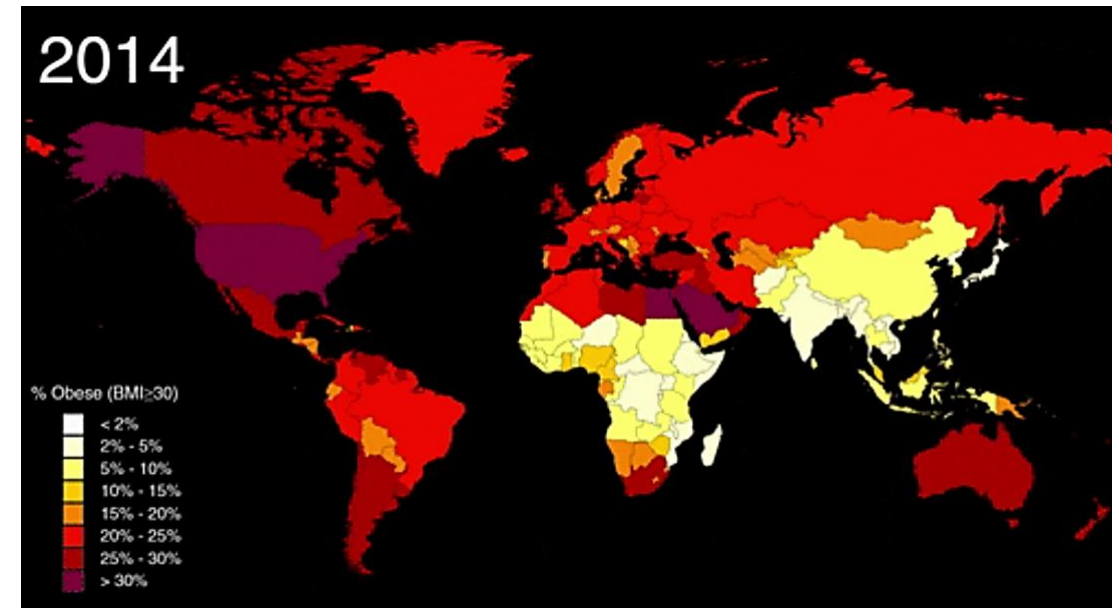 2014
% Obese (BMI≥30)
< 2%
2% - 5%
5% - 10%
10% - 15%
15% - 20%
20% - 25%
25% - 30%
> 30%